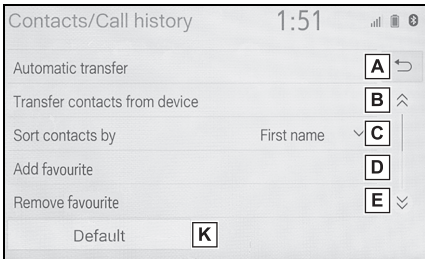 Contacts/Call history 1:51
Automatic transfer A
Transfer contacts from device B
Sort contacts by First name C
Add favourite D
Remove favourite E
Default K